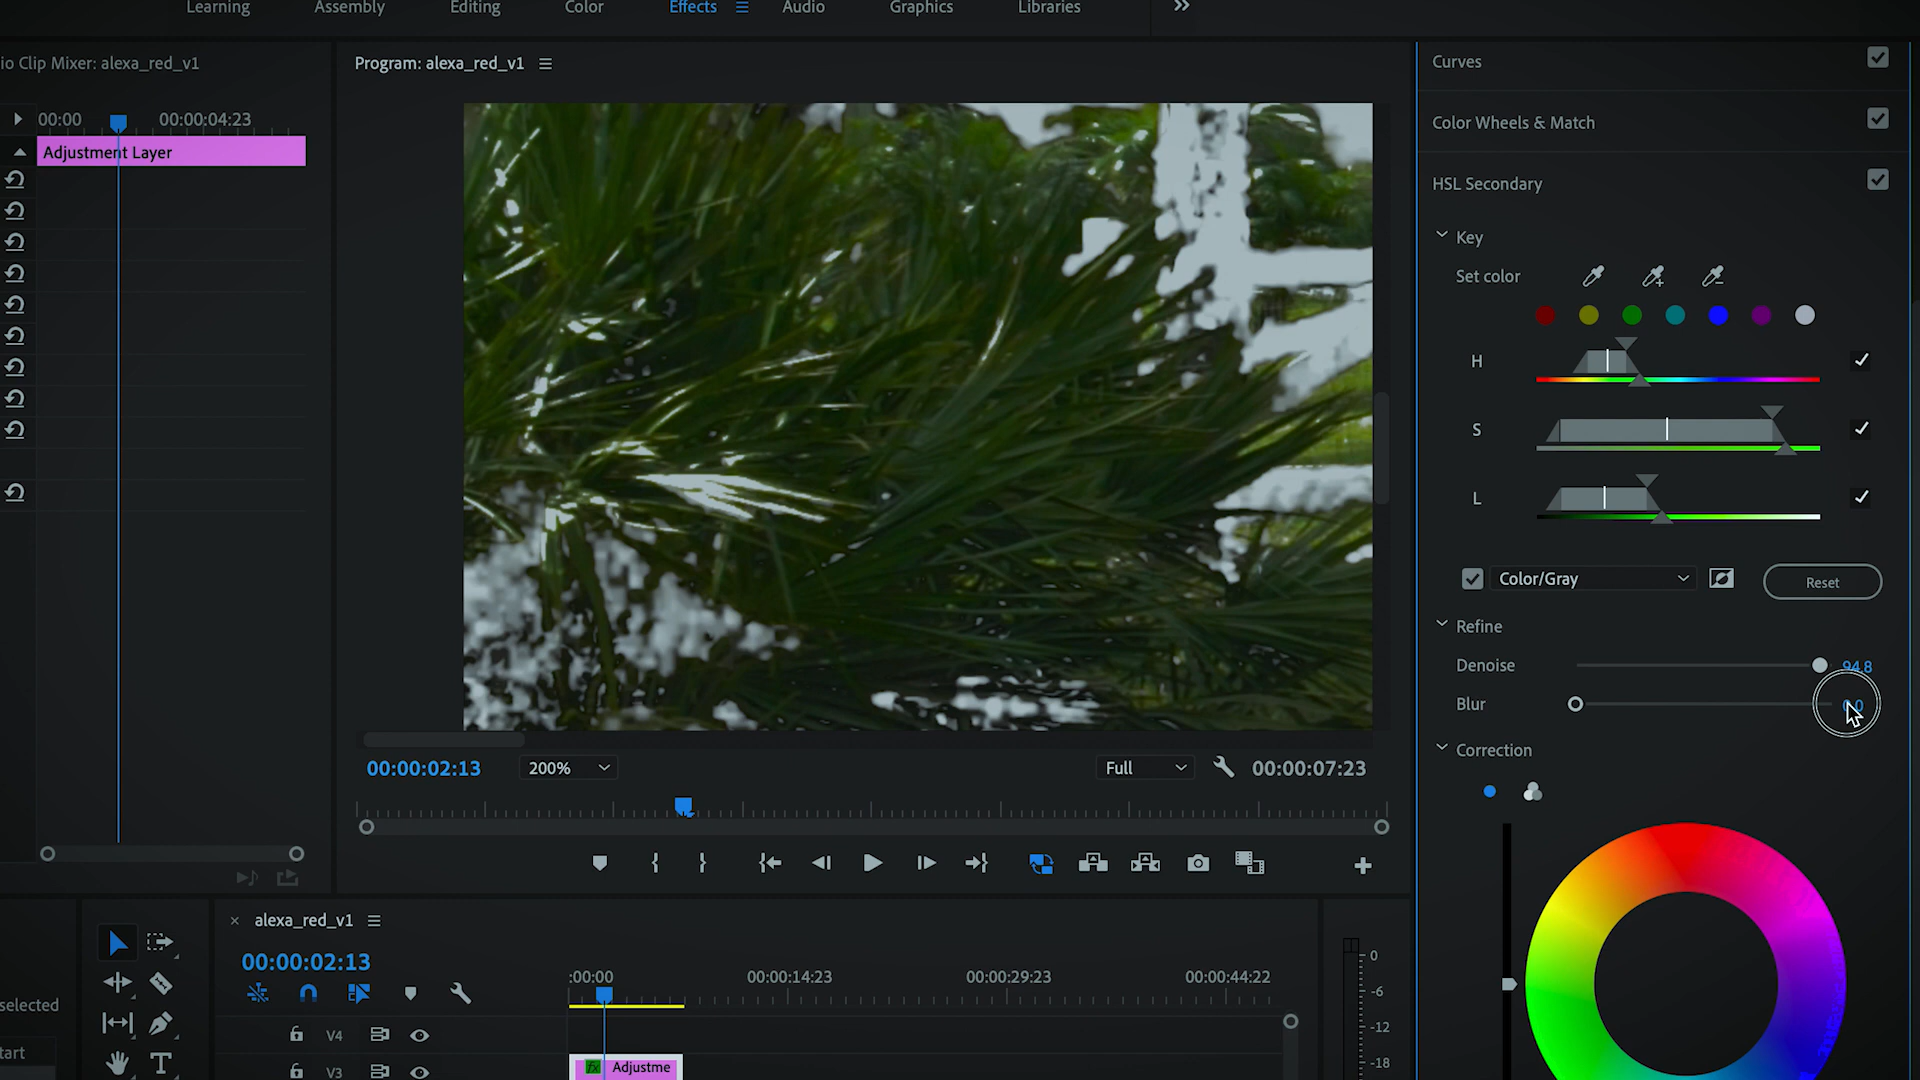 Learning Assembly Editing Color Effects Audio Graphics Libraries
io Clip Mixer: alexa_red_v1
Program: alexa_red_v1
00:00 00:00:04:23
Adjustment Layer
00:00:02:13 200% Full 00:00:07:23
Curves
Color Wheels & Match
HSL Secondary
Key
Set color
H
S
L
Color/Gray Reset
Refine
Denoise 94.8
Blur 0.0
Correction
selected
tart
alexa_red_v1
00:00:02:13
:00:00 00:00:14:23 00:00:29:23 00:00:44:22
V4
V3 Adjustme
fx
0
-6
-12
-18